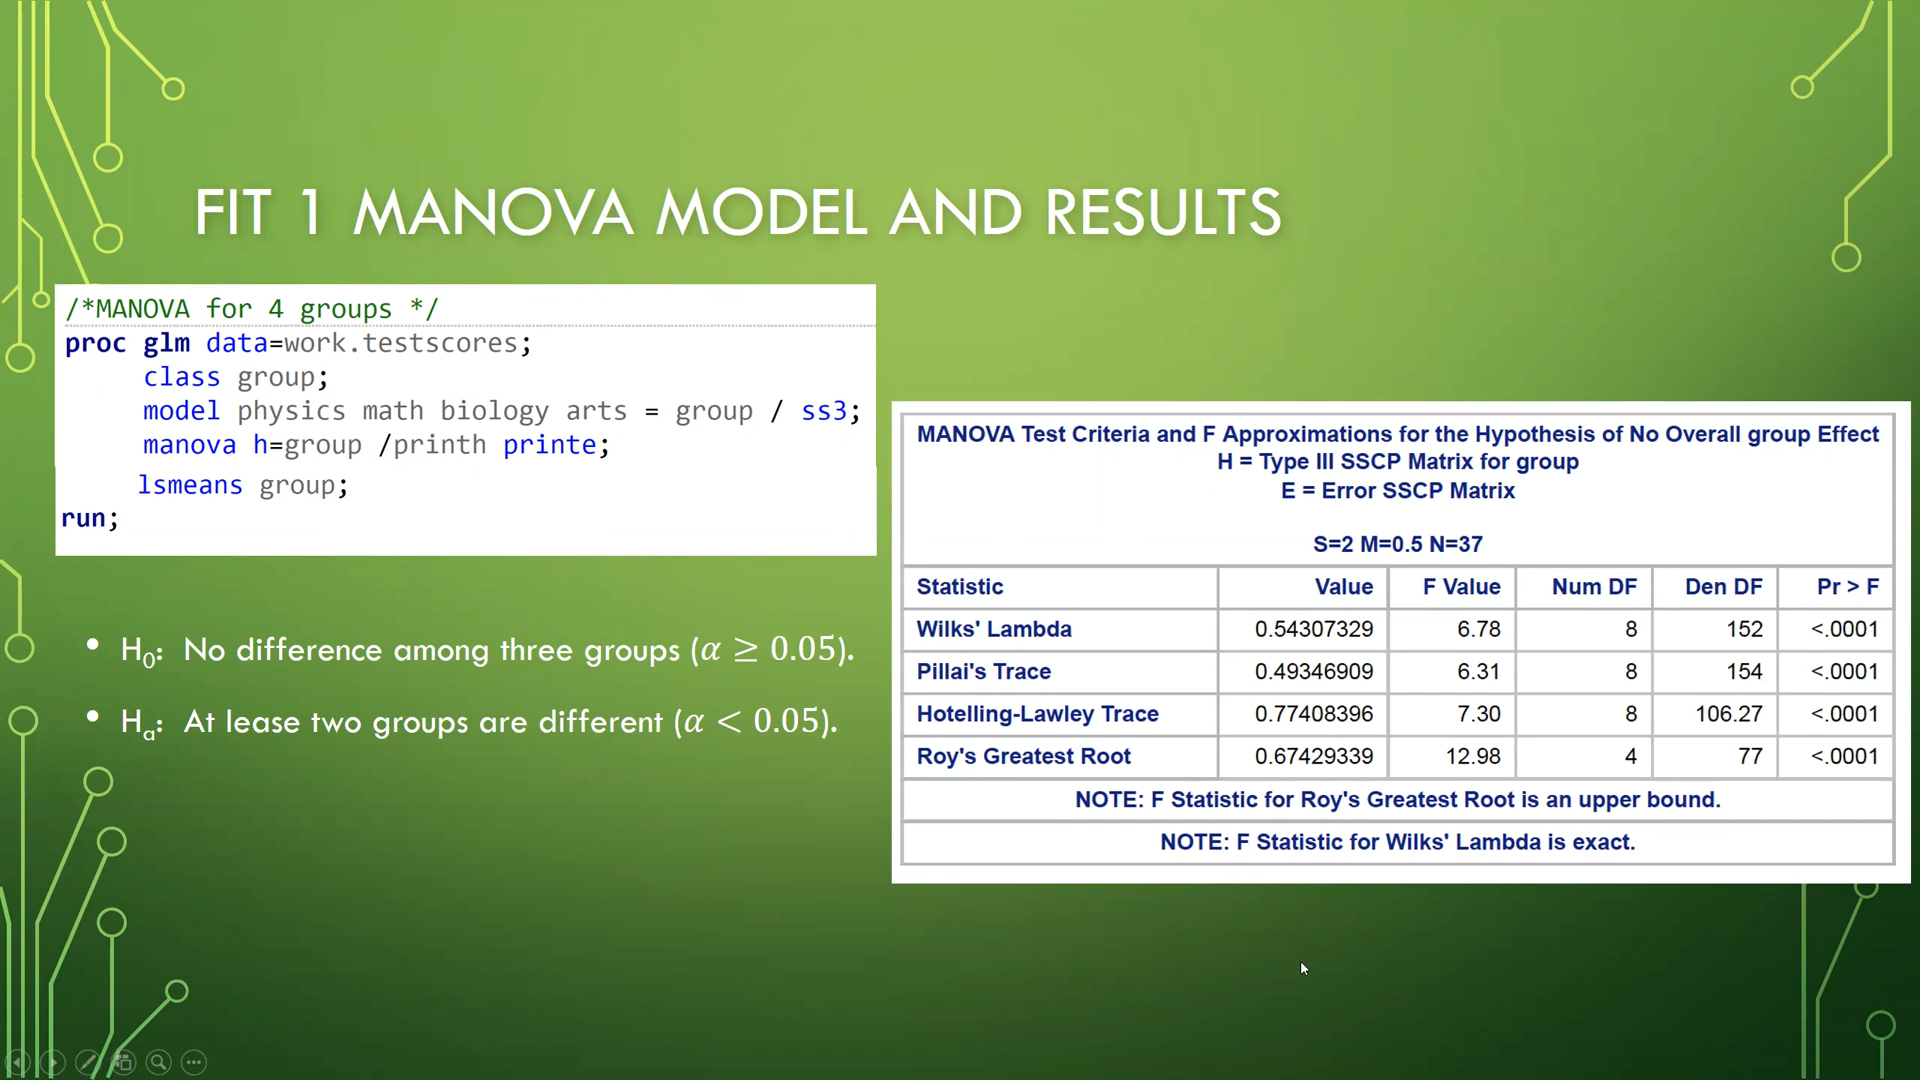 FIT 1 MANOVA MODEL AND RESULTS
/*MANOVA for 4 groups */
proc glm data=work.testscores;
class group;
model physics math biology arts = group / ss3;
manova h=group /printh printe;
lsmeans group;
run;
• H₀: No difference among three groups (α ≥ 0.05).
• Hₐ: At lease two groups are different (α < 0.05).
MANOVA Test Criteria and F Approximations for the Hypothesis of No Overall group Effect
H = Type III SSCP Matrix for group
E = Error SSCP Matrix
S=2 M=0.5 N=37
Statistic Value F Value Num DF Den DF Pr > F
Wilks' Lambda 0.54307329 6.78 8 152 <.0001
Pillai's Trace 0.49346909 6.31 8 154 <.0001
Hotelling-Lawley Trace 0.77408396 7.30 8 106.27 <.0001
Roy's Greatest Root 0.67429339 12.98 4 77 <.0001
NOTE: F Statistic for Roy's Greatest Root is an upper bound.
NOTE: F Statistic for Wilks' Lambda is exact.